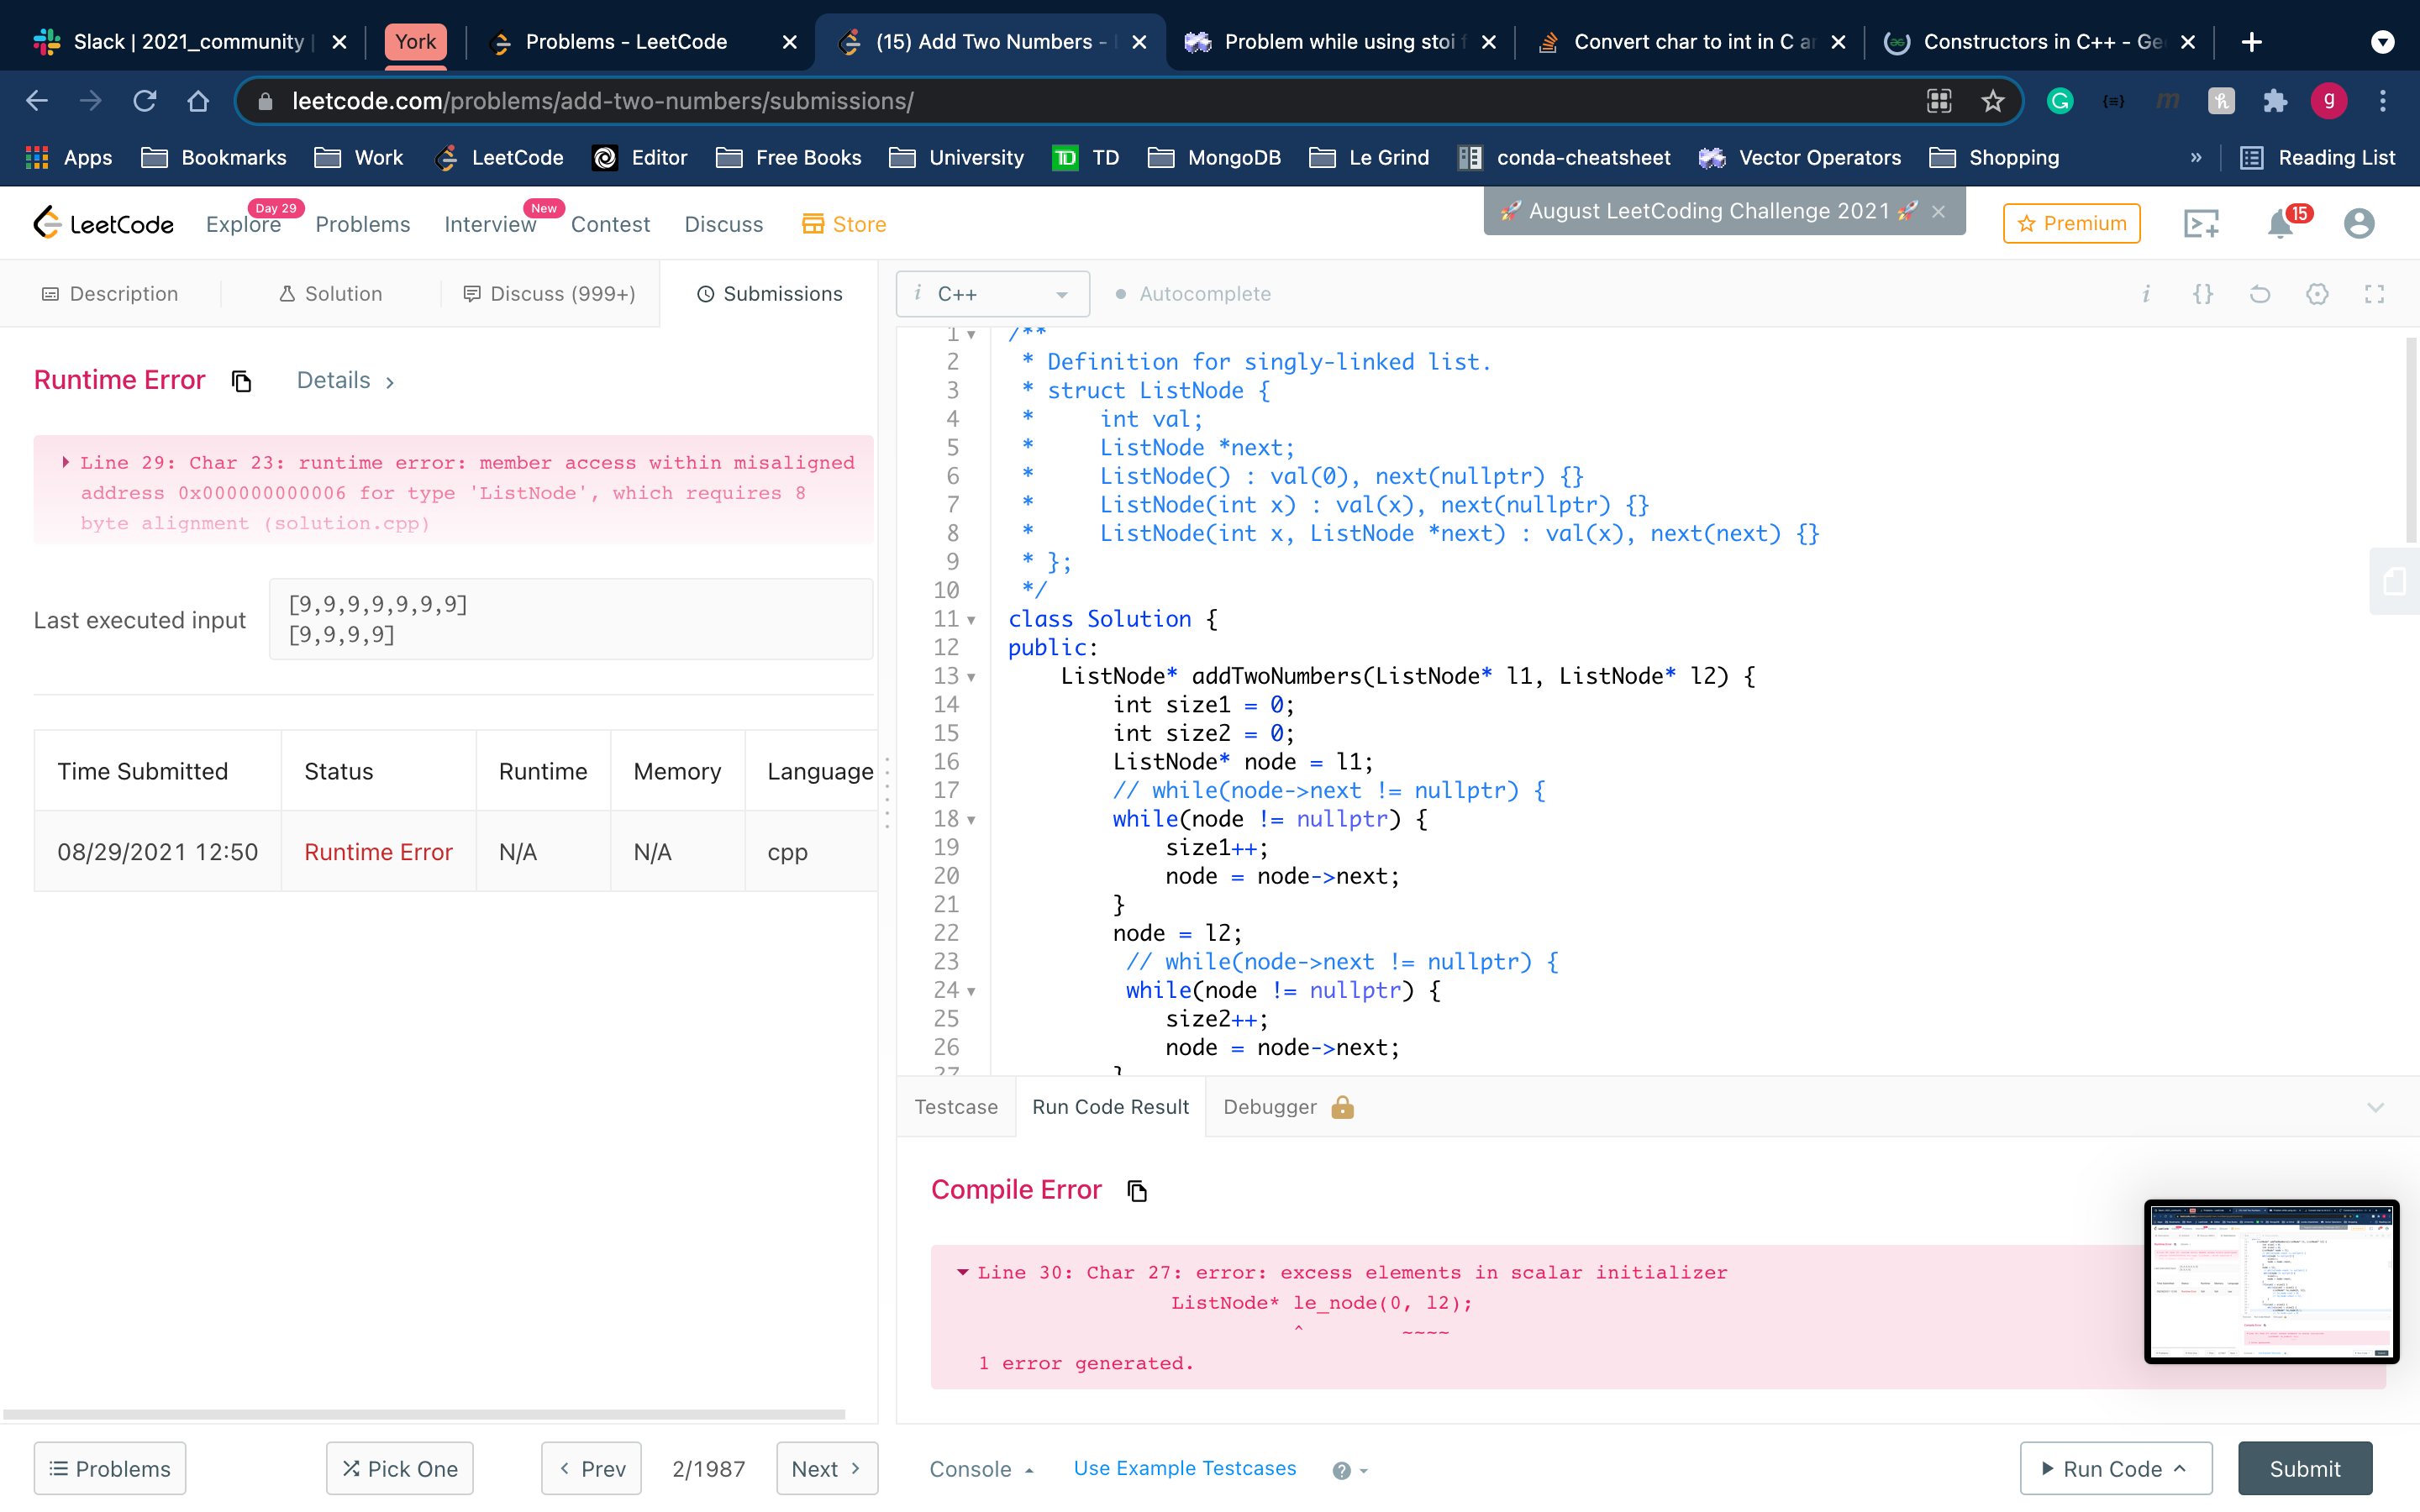 Slack | 2021_community
York
Problems - LeetCode
(15) Add Two Numbers -
Problem while using stoi f
Convert char to int in C a
Constructors in C++ - Ge
leetcode.com/problems/add-two-numbers/submissions/
g
Apps
Bookmarks
Work
LeetCode
Editor
Free Books
University
TD
TD
MongoDB
Le Grind
conda-cheatsheet
Vector Operators
Shopping
»
Reading List
LeetCode
Explore
Day 29
Problems
Interview
New
Contest
Discuss
Store
🚀 August LeetCoding Challenge 2021 🚀
Premium
15
Description
Solution
Discuss (999+)
Submissions
i C++
Autocomplete
Runtime Error
Details
Line 29: Char 23: runtime error: member access within misaligned
address 0x000000000006 for type 'ListNode', which requires 8
byte alignment (solution.cpp)
Last executed input
[9,9,9,9,9,9,9]
[9,9,9,9]
Time Submitted Status Runtime Memory Language
08/29/2021 12:50 Runtime Error N/A N/A cpp
1 /**
2 * Definition for singly-linked list.
3 * struct ListNode {
4 *     int val;
5 *     ListNode *next;
6 *     ListNode() : val(0), next(nullptr) {}
7 *     ListNode(int x) : val(x), next(nullptr) {}
8 *     ListNode(int x, ListNode *next) : val(x), next(next) {}
9 * };
10 */
11 class Solution {
12 public:
13     ListNode* addTwoNumbers(ListNode* l1, ListNode* l2) {
14         int size1 = 0;
15         int size2 = 0;
16         ListNode* node = l1;
17         // while(node->next != nullptr) {
18         while(node != nullptr) {
19             size1++;
20             node = node->next;
21         }
22         node = l2;
23          // while(node->next != nullptr) {
24          while(node != nullptr) {
25             size2++;
26             node = node->next;
27         }
Testcase
Run Code Result
Debugger
Compile Error
Line 30: Char 27: error: excess elements in scalar initializer
ListNode* le_node(0, l2);
^ ~~~~
1 error generated.
Problems
Pick One
Prev
2/1987
Next
Console
Use Example Testcases
Run Code
Submit